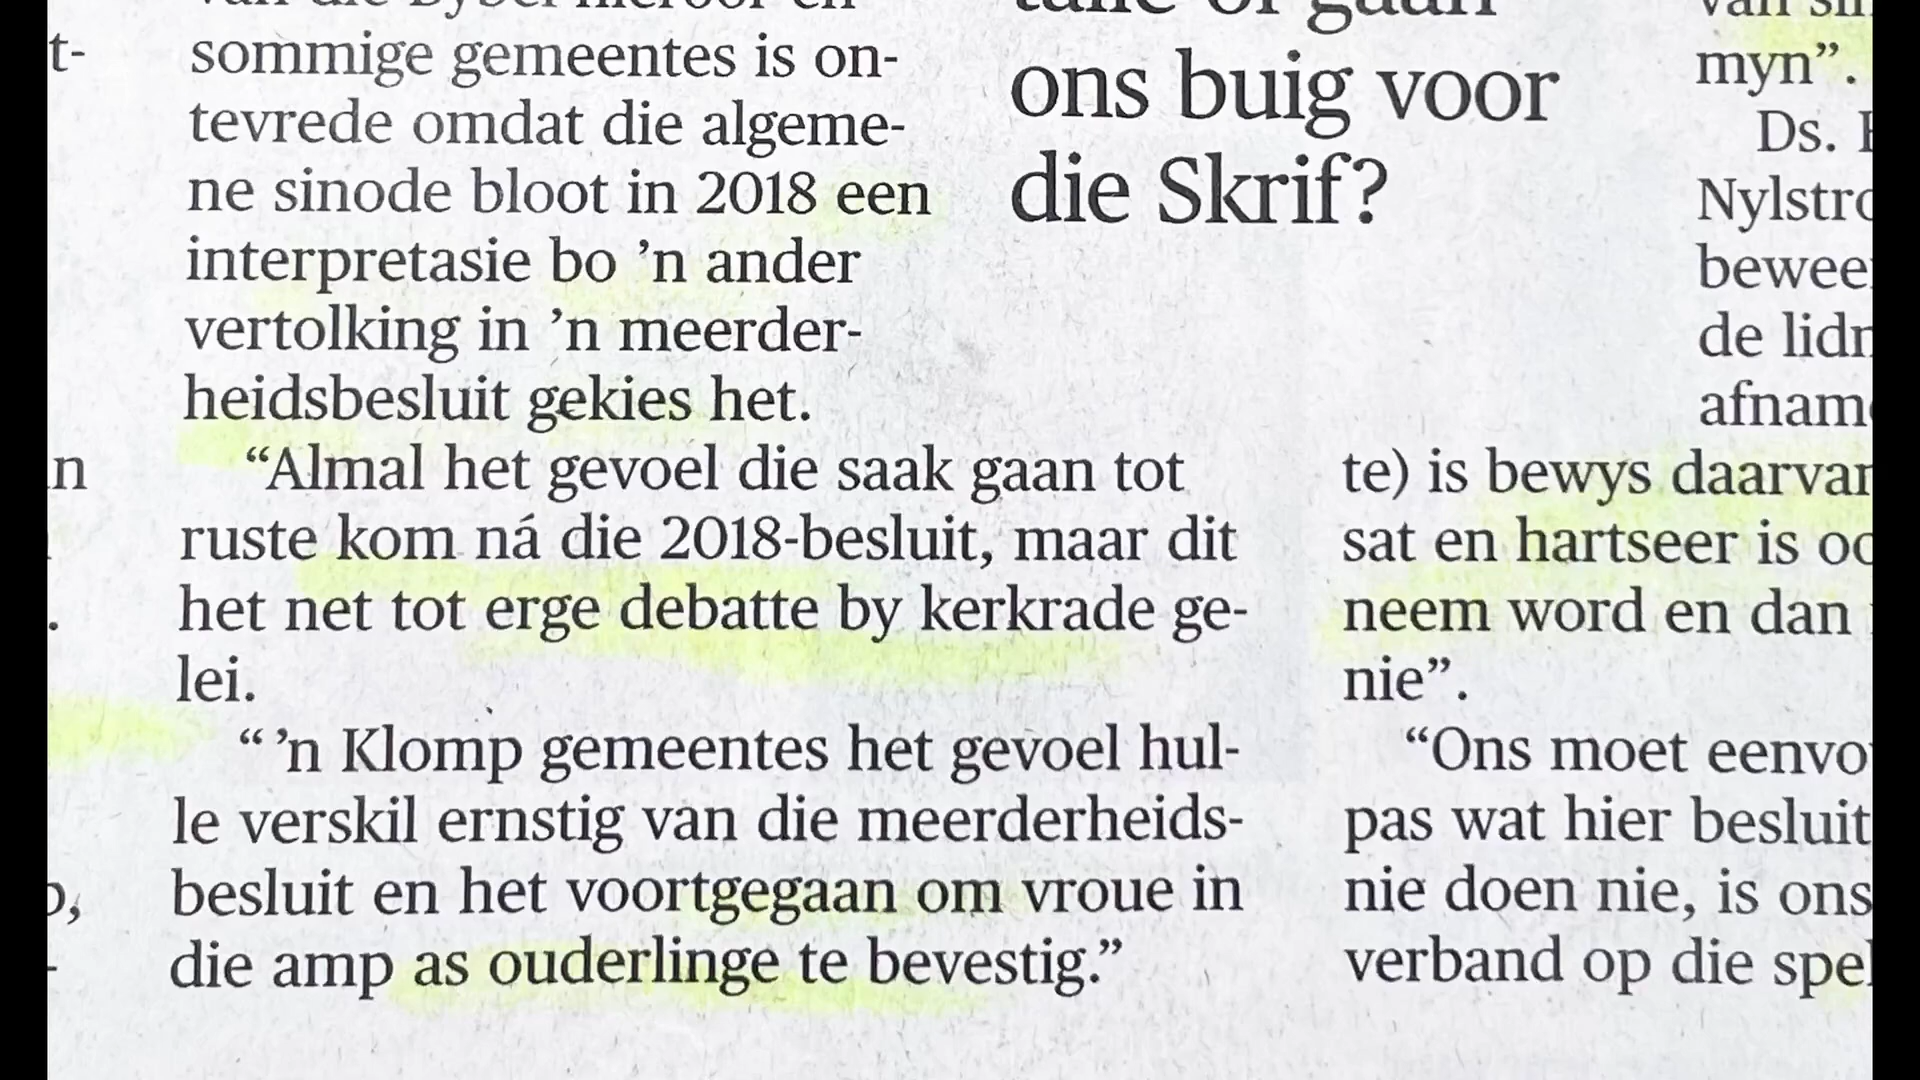 sommige gemeentes is on-
tevrede omdat die algeme-
ne sinode bloot in 2018 een
interpretasie bo ’n ander
vertolking in ’n meerder-
heidsbesluit gekies het.
“Almal het gevoel die saak gaan tot
ruste kom ná die 2018-besluit, maar dit
het net tot erge debatte by kerkrade ge-
lei.
“ ’n Klomp gemeentes het gevoel hul-
le verskil ernstig van die meerderheids-
besluit en het voortgegaan om vroue in
die amp as ouderlinge te bevestig.”
ons buig voor
die Skrif?
te) is bewys
sat en hartseer is
neem word en dan
nie”.
“Ons moet
pas wat hier besluit
nie doen nie, is ons
verband op die
myn”.
Ds.